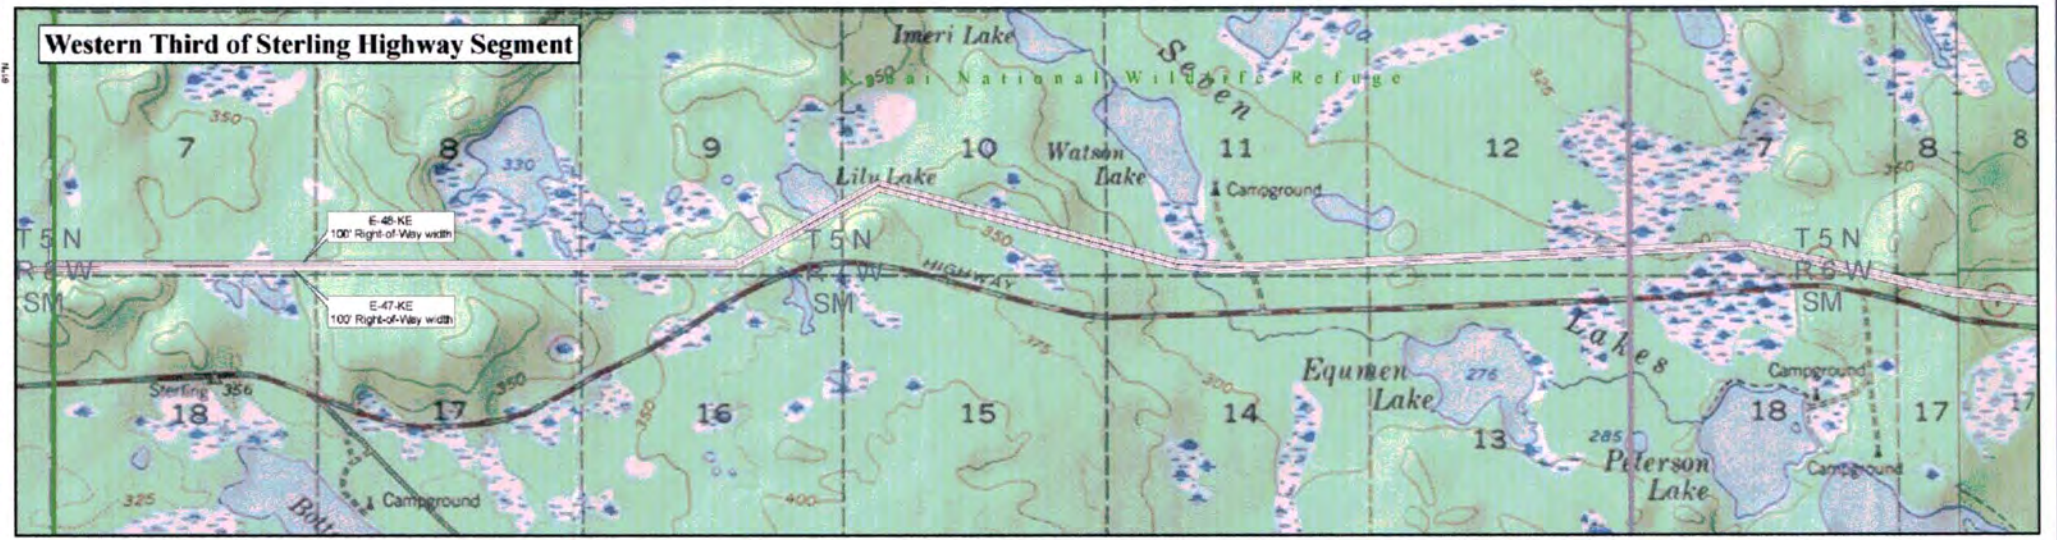 Western Third of Sterling Highway Segment
Imeri Lake
Seven
Kenai National Wildlife Refuge
350
325
350
7
8
330
9
10
Watson
Lake
11
Campground
12
7
8
8
350
Lily Lake
E-48-KE
100' Right-of-Way width
T 5 N
R 8 W
SM
T 5 N
SM
350
HIGHWAY
T 5 N
R 6 W
SM
E-47-KE
100' Right-of-Way width
Lakes
375
300
Equmen
Lake
276
Campground
Sterling
356
350
18
17
350
16
15
14
13
18
17
17
285
Peterson
Lake
Campground
325
Campground
400
Bott